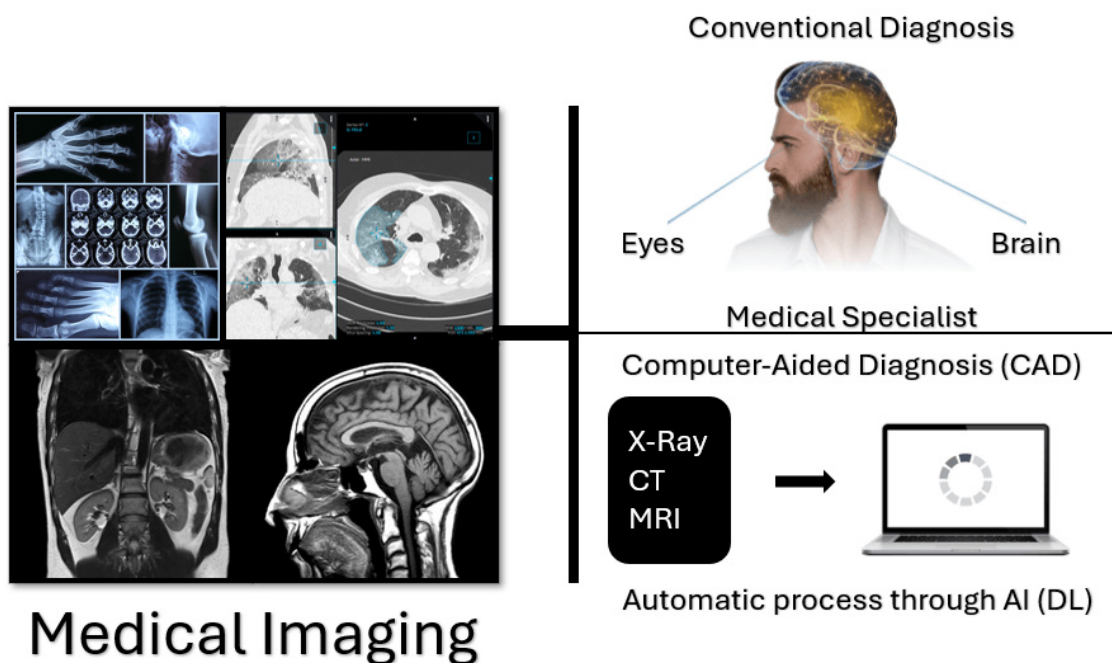 Conventional Diagnosis
Eyes
Brain
Medical Specialist
Computer-Aided Diagnosis (CAD)
X-Ray
CT
MRI
Automatic process through AI (DL)
Medical Imaging